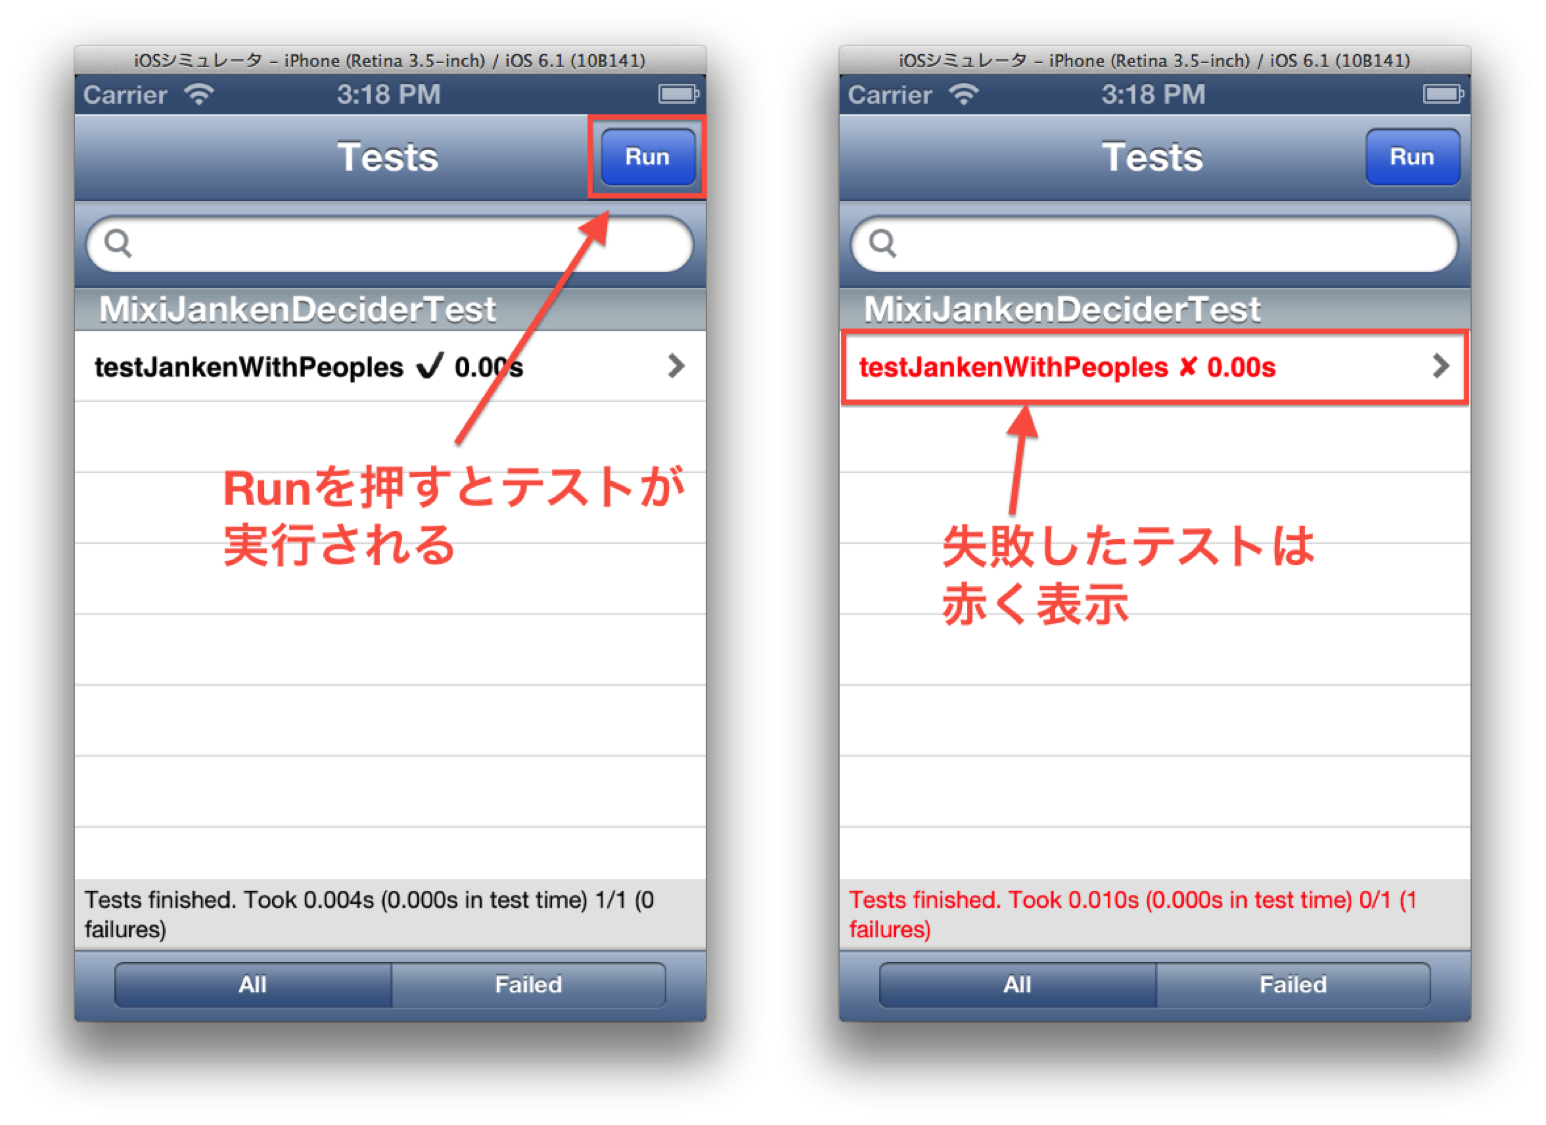 iOSシミュレータ - iPhone (Retina 3.5-inch) / iOS 6.1 (10B141)
Carrier 3:18 PM
Tests Run
MixiJankenDeciderTest
testJankenWithPeoples ✔ 0.00s
Runを押すとテストが
実行される
Tests finished. Took 0.004s (0.000s in test time) 1/1 (0
failures)
All Failed
iOSシミュレータ - iPhone (Retina 3.5-inch) / iOS 6.1 (10B141)
Carrier 3:18 PM
Tests Run
MixiJankenDeciderTest
testJankenWithPeoples ✘ 0.00s
失敗したテストは
赤く表示
Tests finished. Took 0.010s (0.000s in test time) 0/1 (1
failures)
All Failed